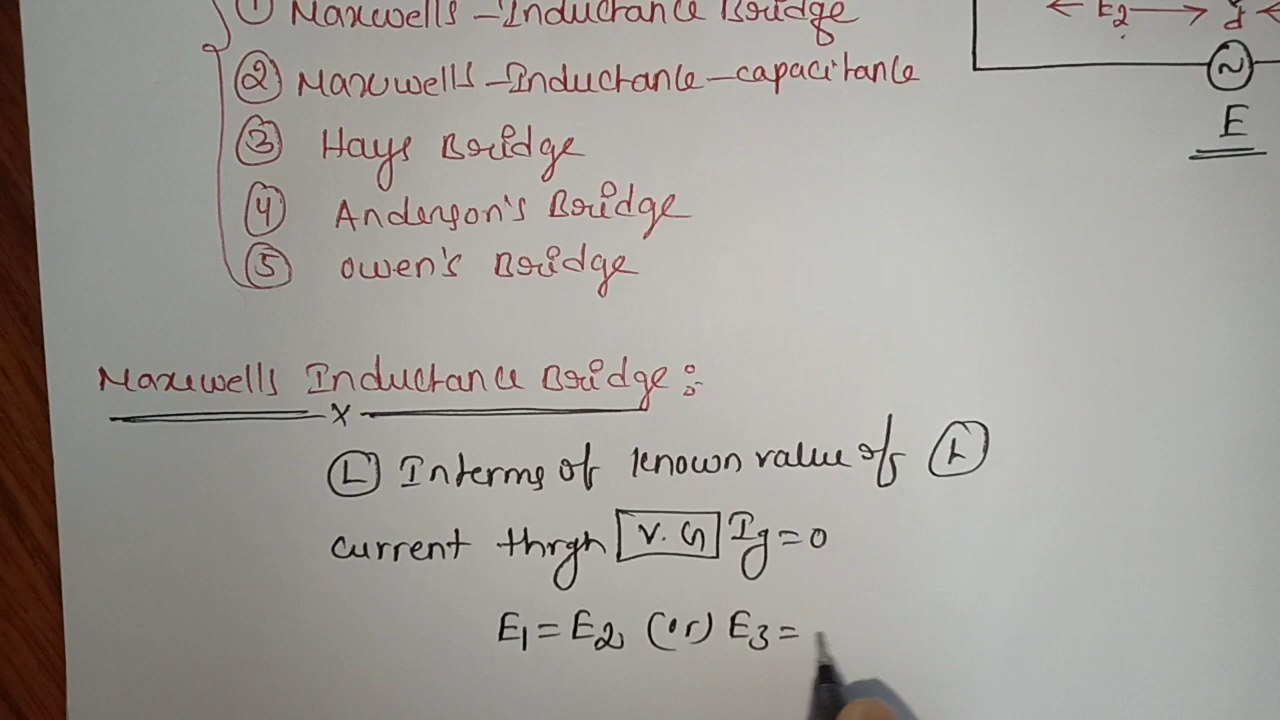 ① Maxwells - Inductance Bridge
② Maxwells - Inductance - capacitance
③ Hays Bridge
④ Anderson's Bridge
⑤ Owen's Bridge
← E2 →
E
Maxwells Inductance Bridge :-
x
L Interms of known value of L
current thrgh V.G Ig = 0
E1 = E2 (or) E3 =